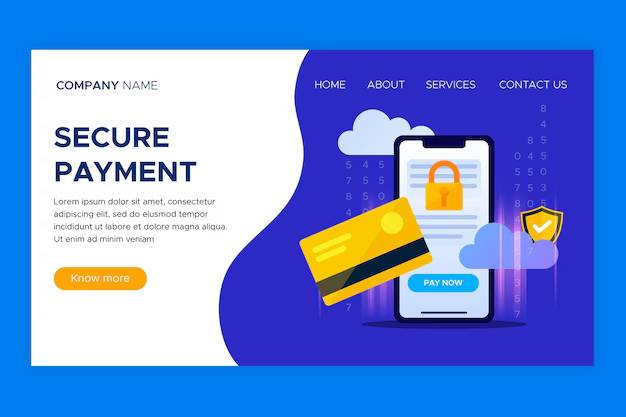 COMPANY NAME
HOME ABOUT SERVICES CONTACT US
SECURE
PAYMENT
Lorem ipsum dolor sit amet, consectetur
adipiscing elit, sed do eiusmod tempor
incididunt ut labore et dolore magna aliqua.
Ut enim ad minim veniam
Know more
PAY NOW